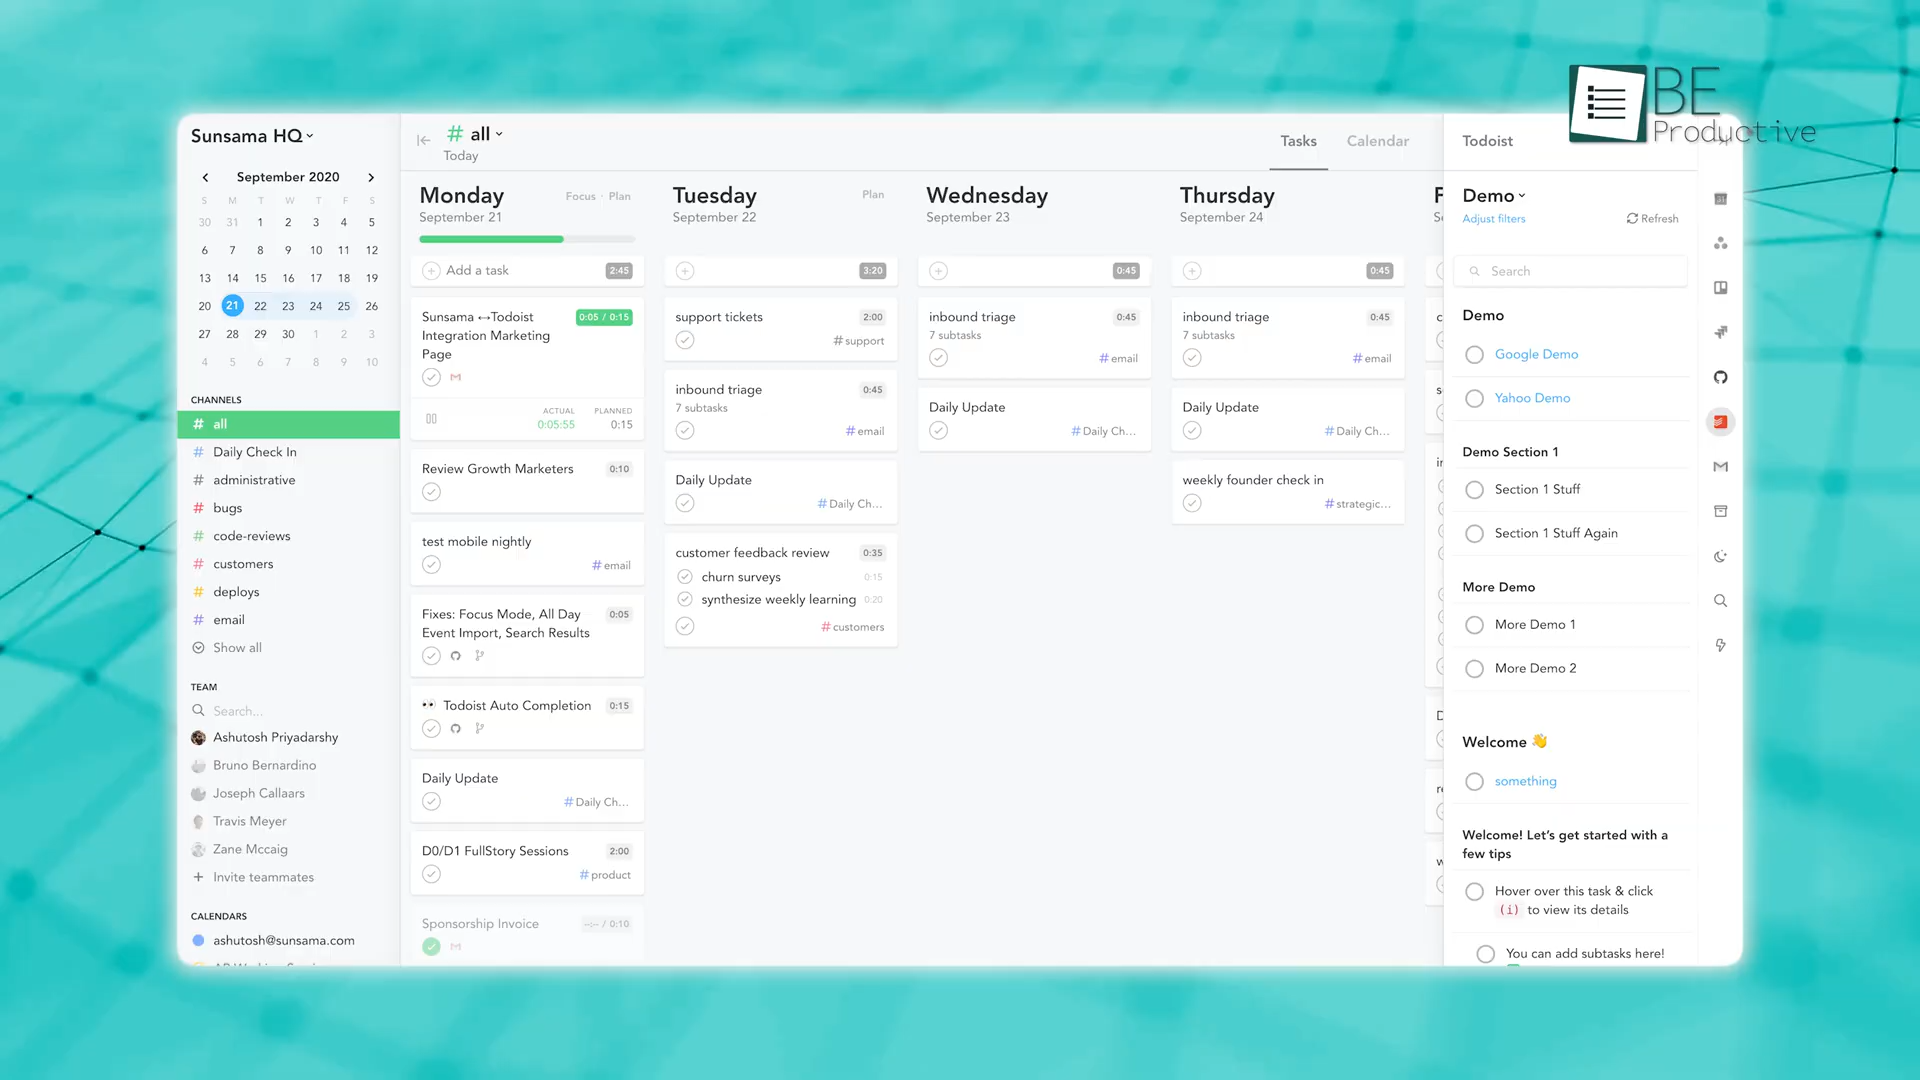 BE
Productive
Sunsama HQ
September 2020
S M T W T F S
30 31 1 2 3 4 5
6 7 8 9 10 11 12
13 14 15 16 17 18 19
20 21 22 23 24 25 26
27 28 29 30 1 2 3
4 5 6 7 8 9 10
CHANNELS
# all
# Daily Check In
# administrative
# bugs
# code-reviews
# customers
# deploys
# email
Show all
TEAM
Search...
Ashutosh Priyadarshy
Bruno Bernardino
Joseph Callaars
Travis Meyer
Zane Mccaig
+ Invite teammates
CALENDARS
ashutosh@sunsama.com
# all
Today
Tasks Calendar
Monday Focus · Plan
September 21
Add a task 2:45
Sunsama ↔Todoist 0:05 / 0:15
Integration Marketing
Page
ACTUAL PLANNED
0:05:55 0:15
Review Growth Marketers 0:10
test mobile nightly
# email
Fixes: Focus Mode, All Day 0:05
Event Import, Search Results
👀 Todoist Auto Completion 0:15
Daily Update
# Daily Ch...
D0/D1 FullStory Sessions 2:00
# product
Sponsorship Invoice --:-- / 0:10
Tuesday Plan
September 22
3:20
support tickets 2:00
# support
inbound triage 0:45
7 subtasks
# email
Daily Update
# Daily Ch...
customer feedback review 0:35
churn surveys 0:15
synthesize weekly learning 0:20
# customers
Wednesday
September 23
0:45
inbound triage 0:45
7 subtasks
# email
Daily Update
# Daily Ch...
Thursday
September 24
0:45
inbound triage 0:45
7 subtasks
# email
Daily Update
# Daily Ch...
weekly founder check in
# strategic...
Todoist
Demo
Adjust filters Refresh
Search
Demo
Google Demo
Yahoo Demo
Demo Section 1
Section 1 Stuff
Section 1 Stuff Again
More Demo
More Demo 1
More Demo 2
Welcome 👋
something
Welcome! Let's get started with a
few tips
Hover over this task & click
(i) to view its details
You can add subtasks here!